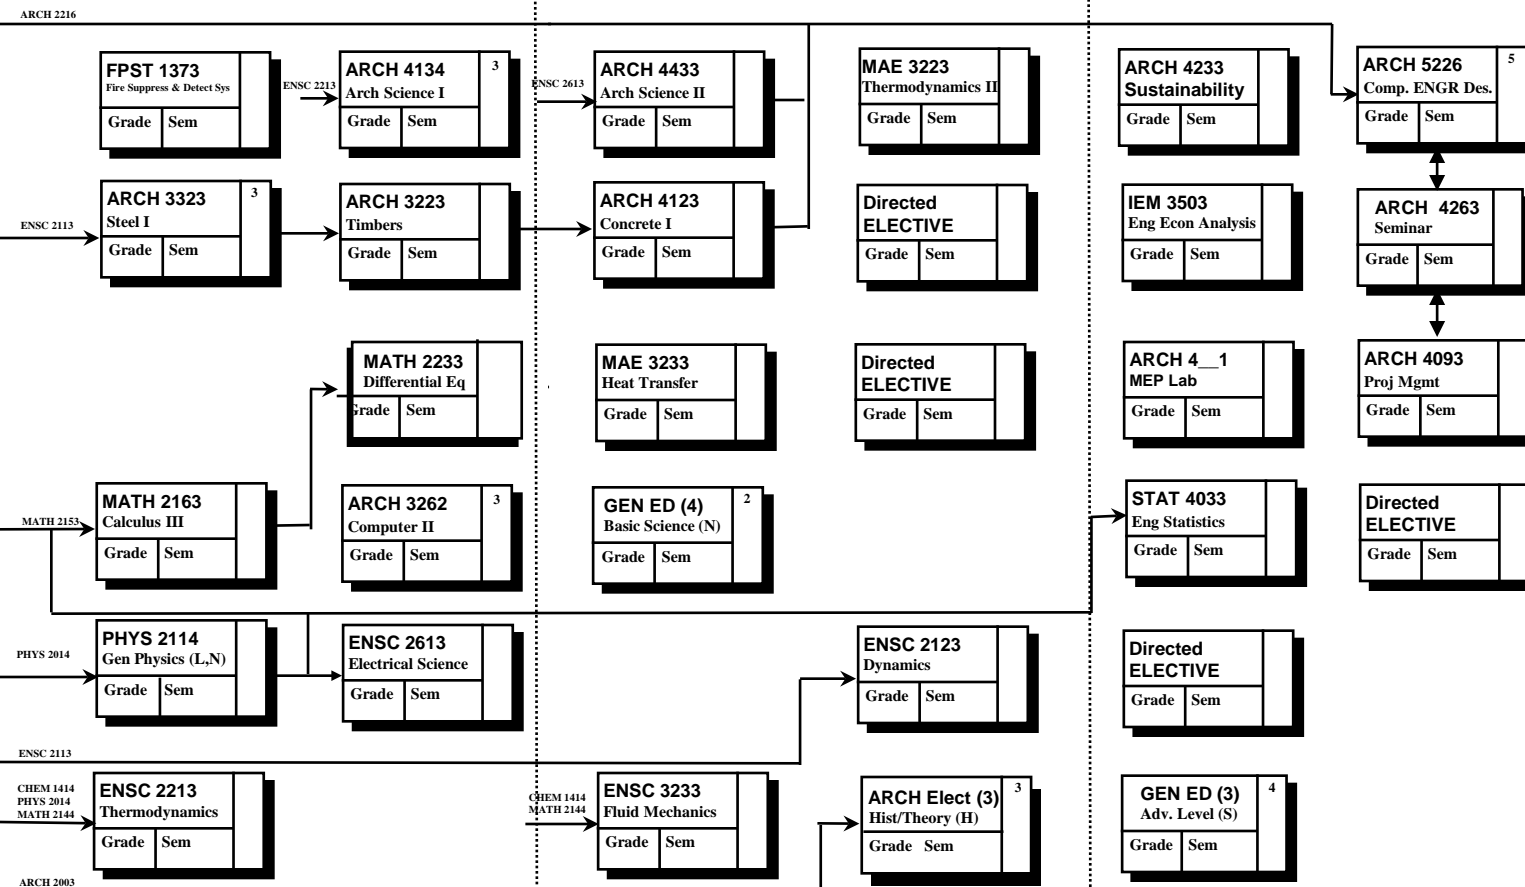 ARCH 2216
FPST 1373
Fire Suppress & Detect Sys
Grade Sem
ENSC 2213
ARCH 4134
3
Arch Science I
Grade Sem
ENSC 2613
ARCH 4433
Arch Science II
Grade Sem
MAE 3223
Thermodynamics II
Grade Sem
ARCH 4233
Sustainability
Grade Sem
ARCH 5226
5
Comp. ENGR Des.
Grade Sem
ENSC 2113
ARCH 3323
3
Steel I
Grade Sem
ARCH 3223
Timbers
Grade Sem
ARCH 4123
Concrete I
Grade Sem
Directed
ELECTIVE
Grade Sem
IEM 3503
Eng Econ Analysis
Grade Sem
ARCH 4263
Seminar
Grade Sem
MATH 2233
Differential Eq
Grade Sem
MAE 3233
Heat Transfer
Grade Sem
Directed
ELECTIVE
Grade Sem
ARCH 4__1
MEP Lab
Grade Sem
ARCH 4093
Proj Mgmt
Grade Sem
MATH 2153
MATH 2163
Calculus III
Grade Sem
ARCH 3262
3
Computer II
Grade Sem
GEN ED (4)
2
Basic Science (N)
Grade Sem
STAT 4033
Eng Statistics
Grade Sem
Directed
ELECTIVE
Grade Sem
PHYS 2014
PHYS 2114
Gen Physics (L,N)
Grade Sem
ENSC 2613
Electrical Science
Grade Sem
ENSC 2123
Dynamics
Grade Sem
Directed
ELECTIVE
Grade Sem
ENSC 2113
CHEM 1414
PHYS 2014
MATH 2144
ENSC 2213
Thermodynamics
Grade Sem
CHEM 1414
MATH 2144
ENSC 3233
Fluid Mechanics
Grade Sem
ARCH Elect (3)
3
Hist/Theory (H)
Grade Sem
GEN ED (3)
4
Adv. Level (S)
Grade Sem
ARCH 2003